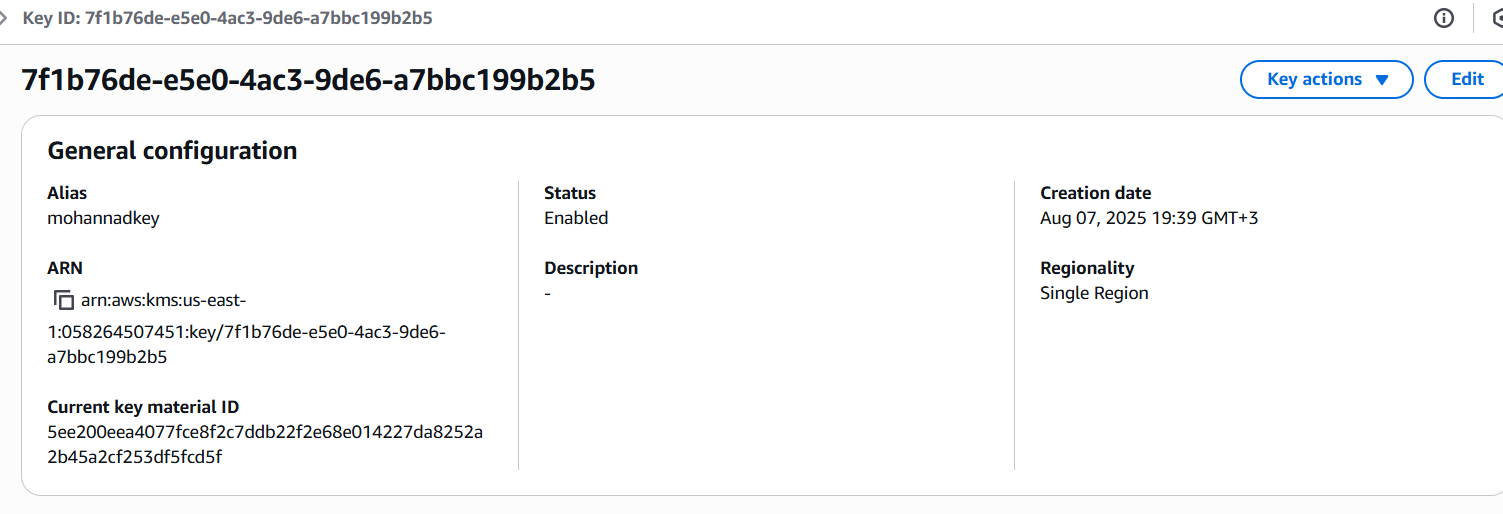 Key ID: 7f1b76de-e5e0-4ac3-9de6-a7bbc199b2b5
7f1b76de-e5e0-4ac3-9de6-a7bbc199b2b5
Key actions
Edit
General configuration
Alias
mohannadkey
ARN
arn:aws:kms:us-east-
1:058264507451:key/7f1b76de-e5e0-4ac3-9de6-
a7bbc199b2b5
Current key material ID
5ee200eea4077fce8f2c7ddb22f2e68e014227da8252a
2b45a2cf253df5fcd5f
Status
Enabled
Description
-
Creation date
Aug 07, 2025 19:39 GMT+3
Regionality
Single Region